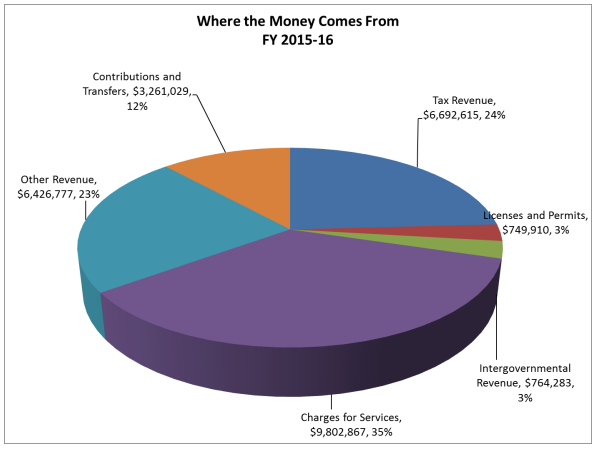 Where the Money Comes From
FY 2015-16
Contributions and
Transfers, $3,261,029,
12%
Tax Revenue,
$6,692,615, 24%
Other Revenue,
$6,426,777, 23%
Licenses and Permits,
$749,910, 3%
Intergovernmental
Revenue, $764,283,
3%
Charges for Services,
$9,802,867, 35%